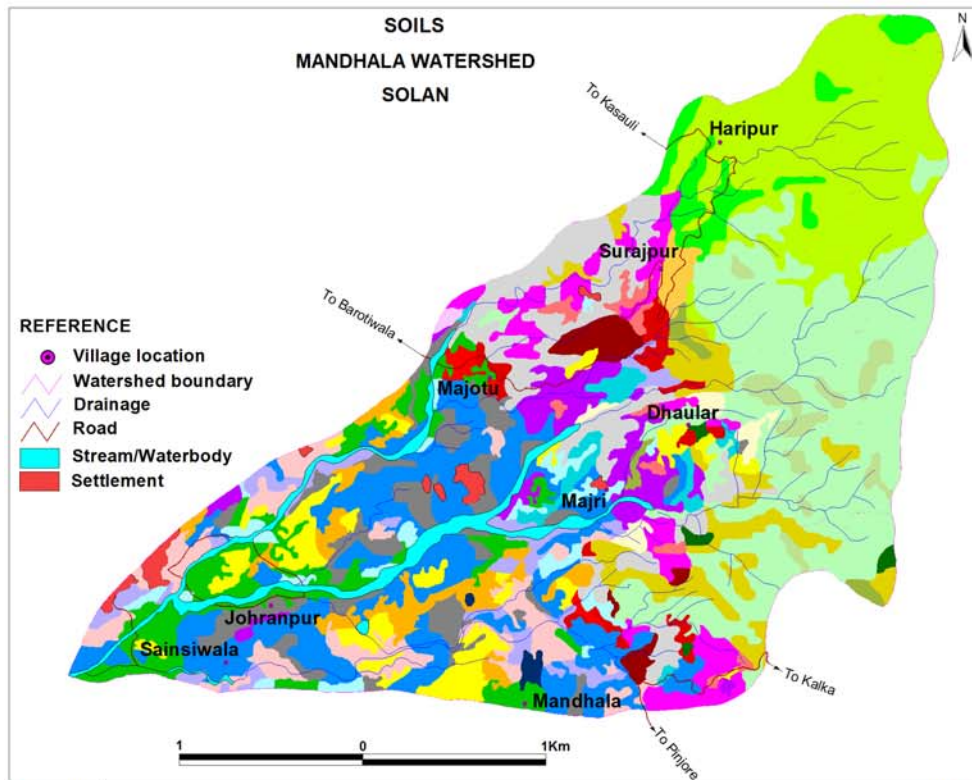 SOILS
MANDHALA WATERSHED
SOLAN
N
To Kasauli
Haripur
Surajpur
To Barotiwala
REFERENCE
Village location
Watershed boundary
Drainage
Road
Stream/Waterbody
Settlement
Majotu
Dhaular
Majri
Johranpur
Sainsiwala
Mandhala
To Kalka
To Pinjore
1 0 1Km